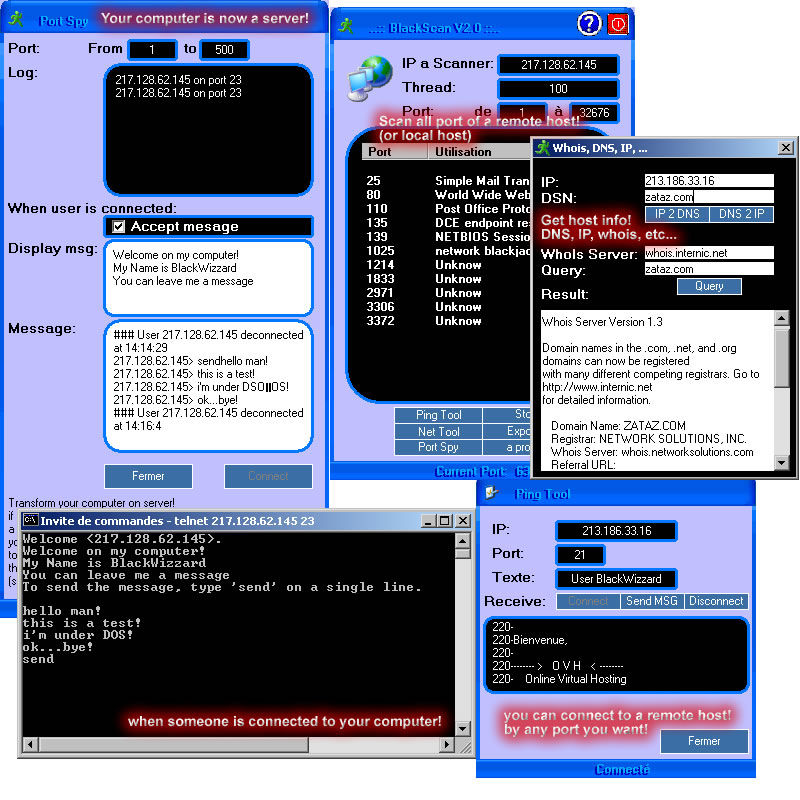 Port Spy
Your computer is now a server!
Port: From 1 to 500
Log:
217.128.62.145 on port 23
217.128.62.145 on port 23
When user is connected:
Accept mesage
Display msg:
Welcome on my computer!
My Name is BlackWizzard
You can leave me a message
Message:
### User 217.128.62.145 deconnected
at 14:14:29
217.128.62.145> sendhello man!
217.128.62.145> this is a test!
217.128.62.145> i'm under DSO||OS!
217.128.62.145> ok...bye!
### User 217.128.62.145 deconnected
at 14:16:4
Fermer Connect
Transform your computer on server!
..:: BlackScan V2.0 ::..
IP a Scanner: 217.128.62.145
Thread: 100
Port: de 1 à 32676
Scan all port of a remote host!
(or local host)
Port Utilisation
25 Simple Mail Tran
80 World Wide Web
110 Post Office Proto
135 DCE endpoint res
139 NETBIOS Sessio
1025 network blackjac
1214 Unknow
1833 Unknow
2971 Unknow
3306 Unknow
3372 Unknow
Ping Tool Sto
Net Tool Expo
Port Spy a pro
Current Port: 63
Whois, DNS, IP, ...
IP: 213.186.33.16
DSN: zataz.com
IP 2 DNS DNS 2 IP
Get host info!
DNS, IP, whois, etc...
WhoIs Server: whois.internic.net
Query: zataz.com
Query
Result:
Whois Server Version 1.3
Domain names in the .com, .net, and .org
domains can now be registered
with many different competing registrars. Go to
http://www.internic.net
for detailed information.
Domain Name: ZATAZ.COM
Registrar: NETWORK SOLUTIONS, INC.
Whois Server: whois.networksolutions.com
Referral URL:
Invite de commandes - telnet 217.128.62.145 23
Welcome <217.128.62.145>.
Welcome on my computer!
My Name is BlackWizzard
You can leave me a message
To send the message, type 'send' on a single line.
hello man!
this is a test!
i'm under DOS!
ok...bye!
send
when someone is connected to your computer!
Ping Tool
IP: 213.186.33.16
Port: 21
Texte: User BlackWizzard
Receive: Connect Send MSG Disconnect
220-
220-Bienvenue,
220-
220-------- > O V H < --------
220- Online Virtual Hosting
you can connect to a remote host!
by any port you want!
Fermer
Connecté